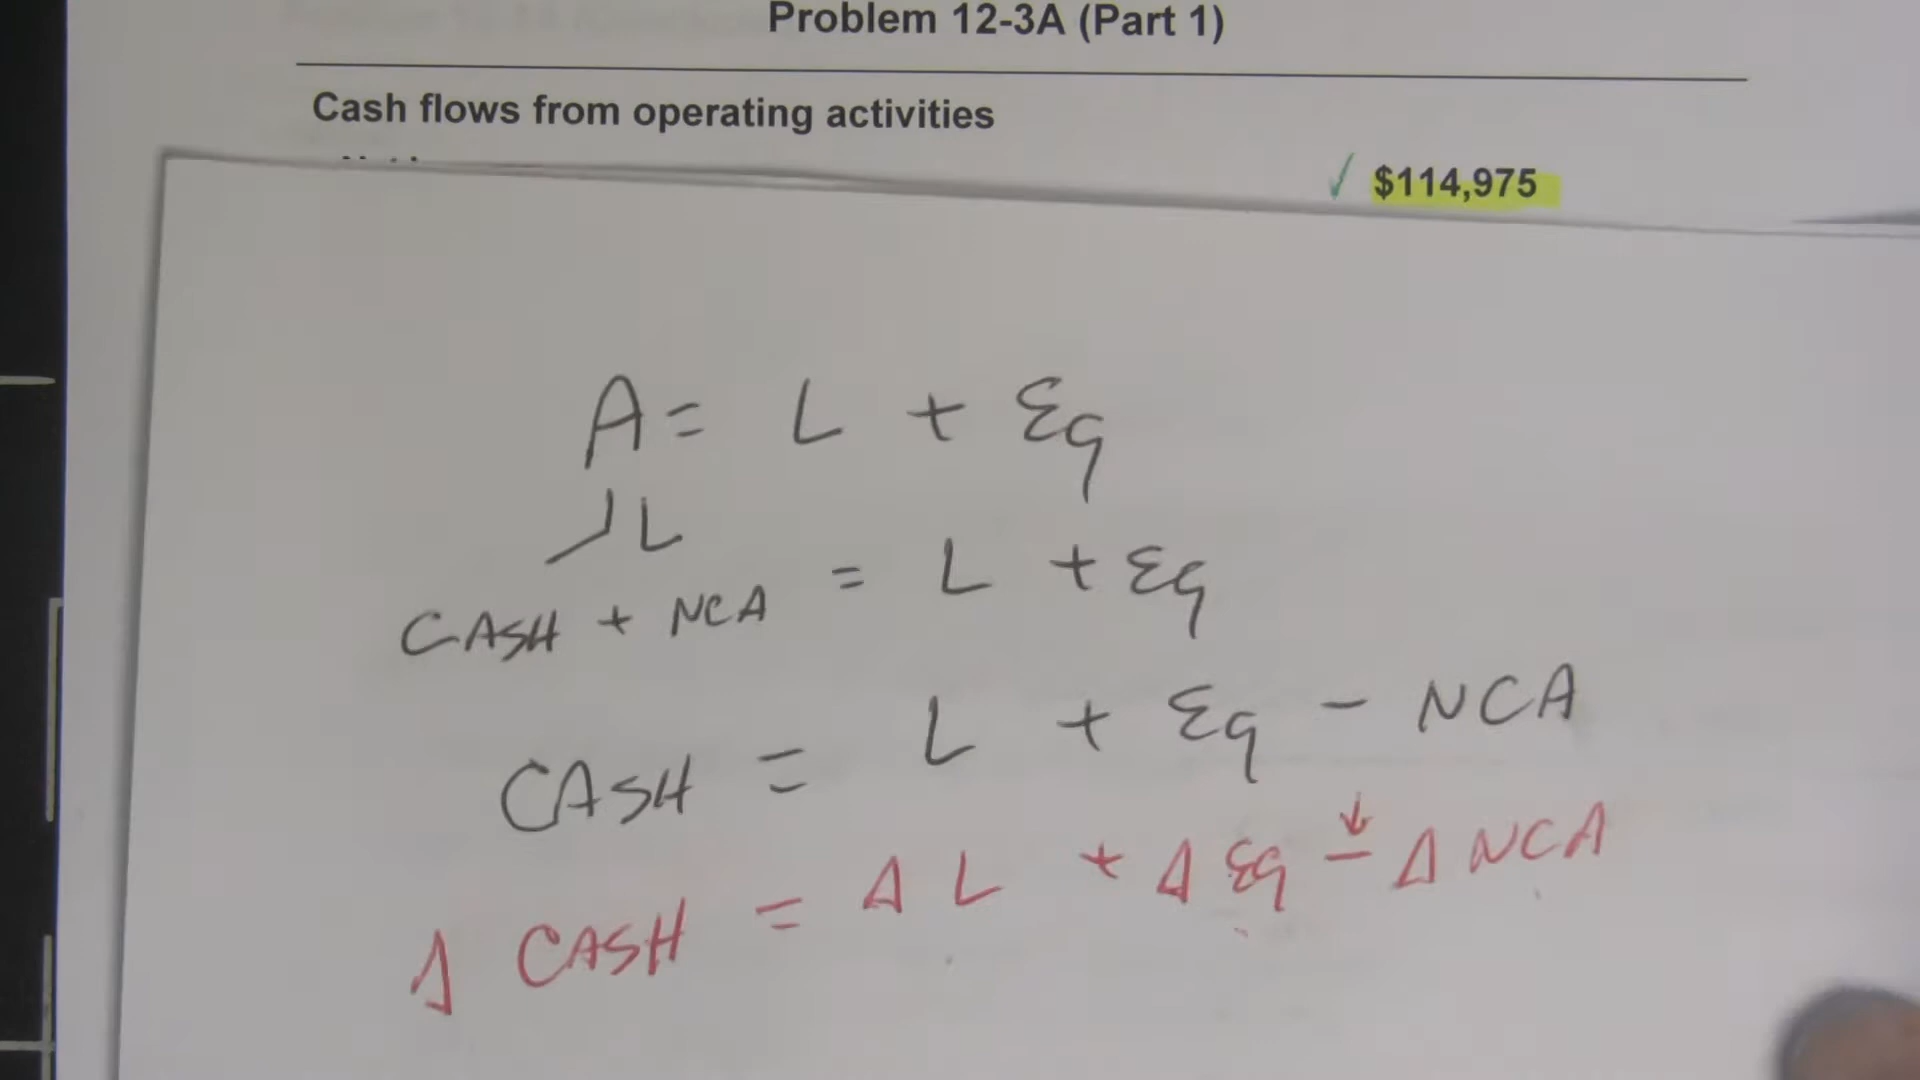 Problem 12-3A (Part 1)
Cash flows from operating activities
✓ $114,975
A = L + Eq
CASH + NCA = L + Eq
CASH = L + Eq - NCA
Δ CASH = Δ L + Δ Eq - Δ NCA